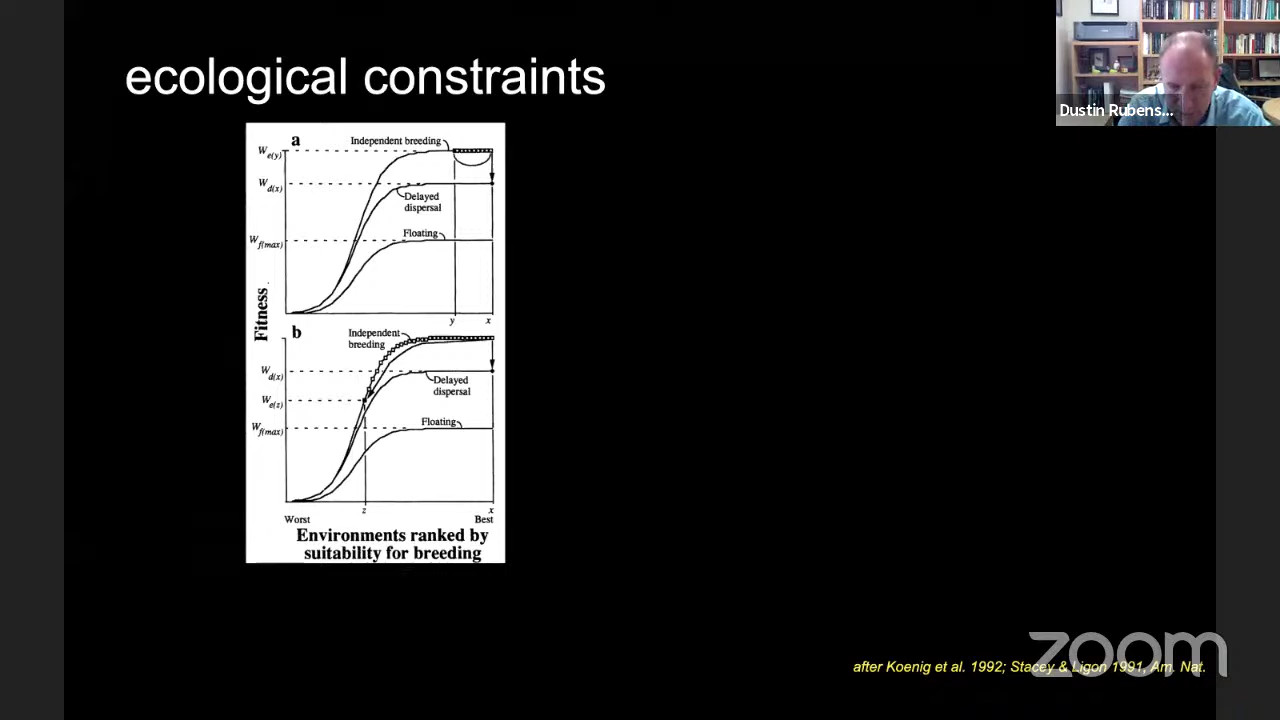 ecological constraints
Dustin Rubens...
a
Independent breeding
We(y)
Wd(x)
Delayed
dispersal
Floating
Wf(max)
y
x
Fitness
b
Independent
breeding
Wd(x)
Delayed
dispersal
We(z)
Floating
Wf(max)
z
x
Worst
Best
Environments ranked by
suitability for breeding
after Koenig et al. 1992; Stacey & Ligon 1991, Am. Nat.
zoom